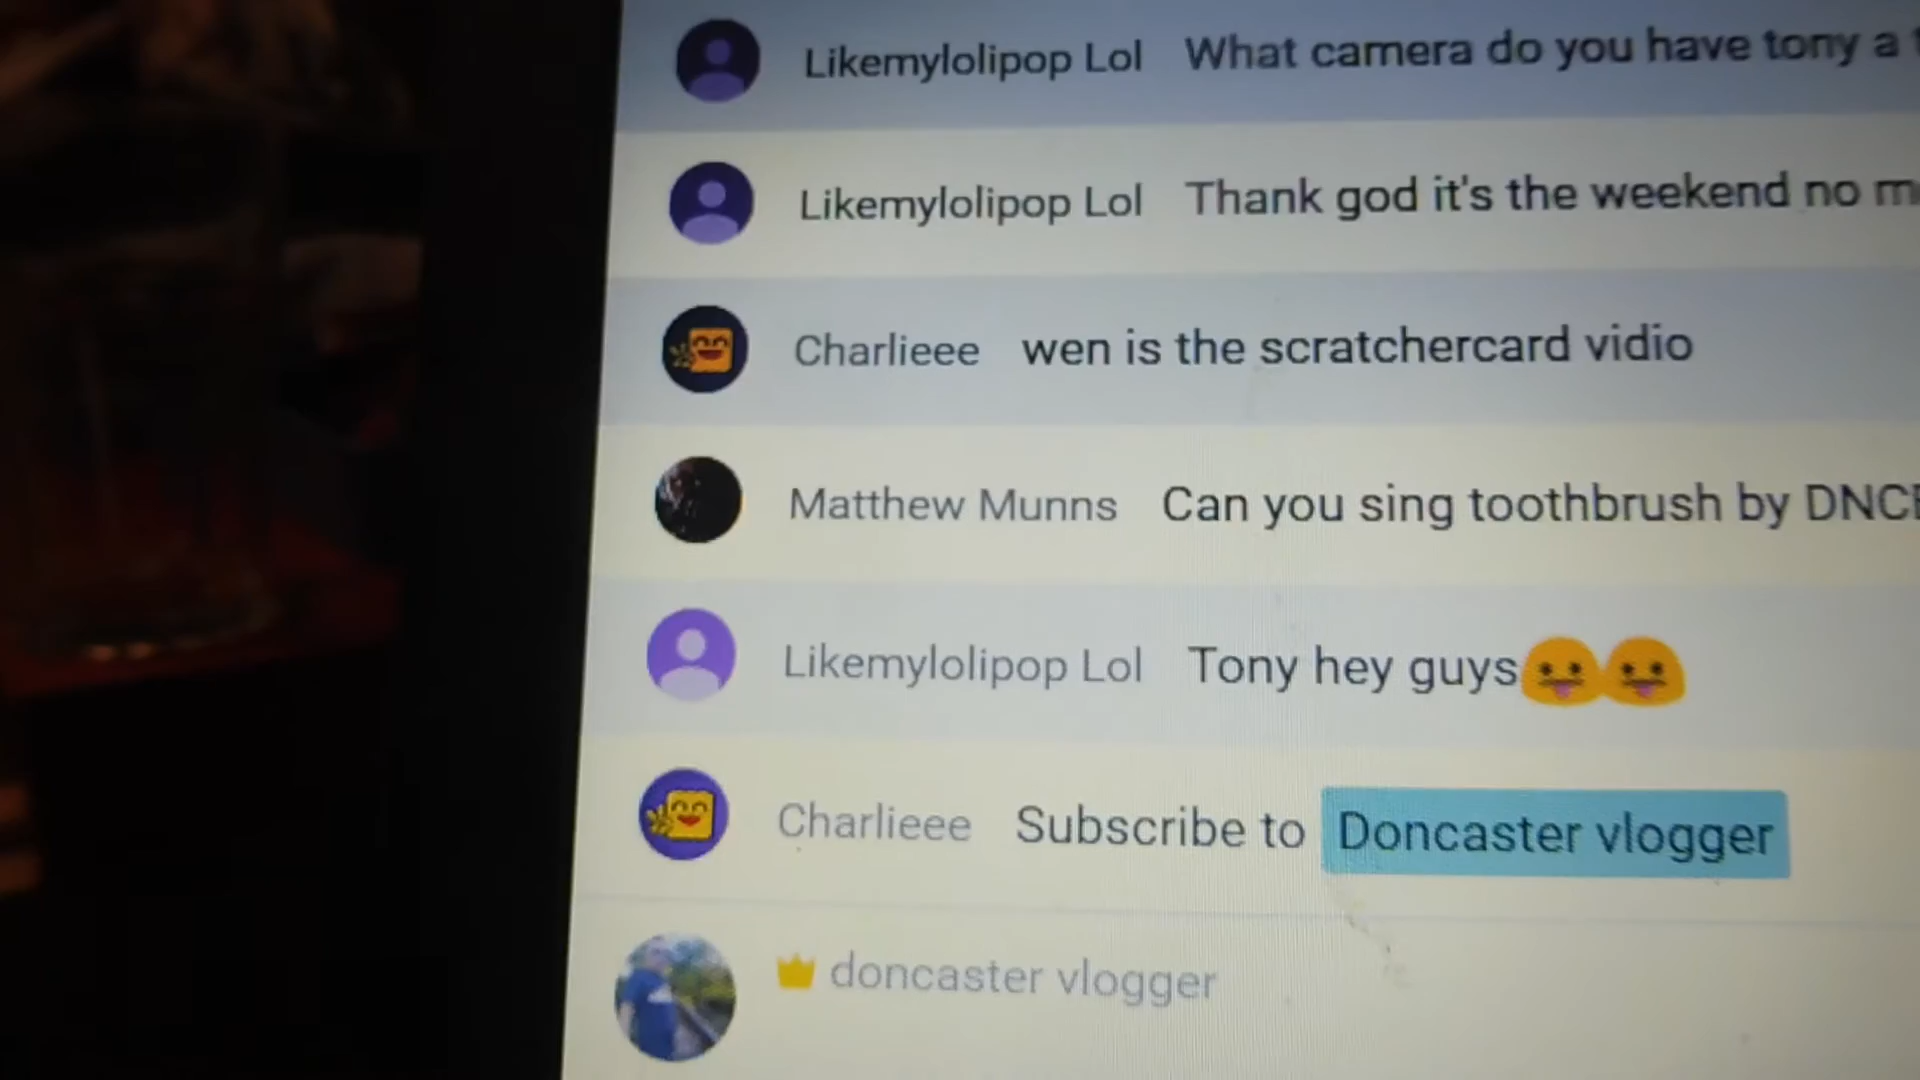 Likemylolipop Lol What camera do you have tony a
Likemylolipop Lol Thank god it's the weekend no
Charlieee wen is the scratchercard vidio
Matthew Munns Can you sing toothbrush by DNCE
Likemylolipop Lol Tony hey guys😛😛
Charlieee Subscribe to Doncaster vlogger
doncaster vlogger